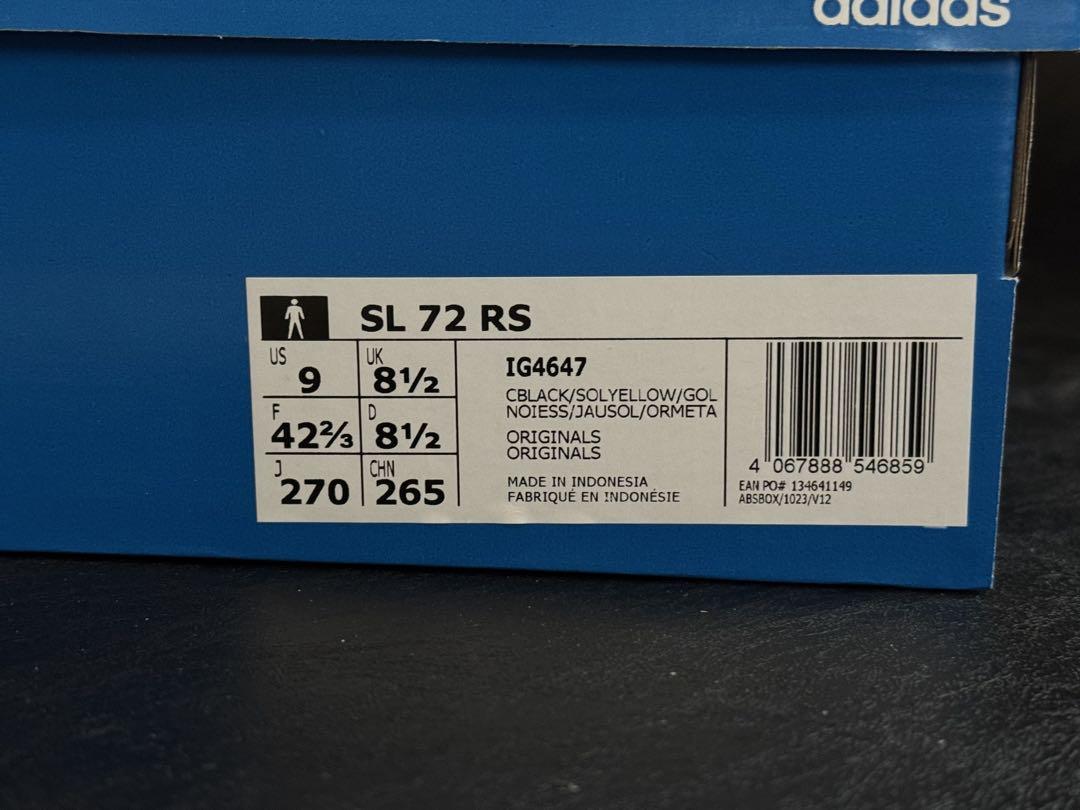 adidas
SL 72 RS
US 9 UK 8½
F 42⅔ D 8½
J 270 CHN 265
IG4647
CBLACK/SOLYELLOW/GOL
NOIESS/JAUSOL/ORMETA
ORIGINALS
ORIGINALS
MADE IN INDONESIA
FABRIQUÉ EN INDONÉSIE
4 067888 546859
EAN PO# 134641149
ABSBOX/1023/V12